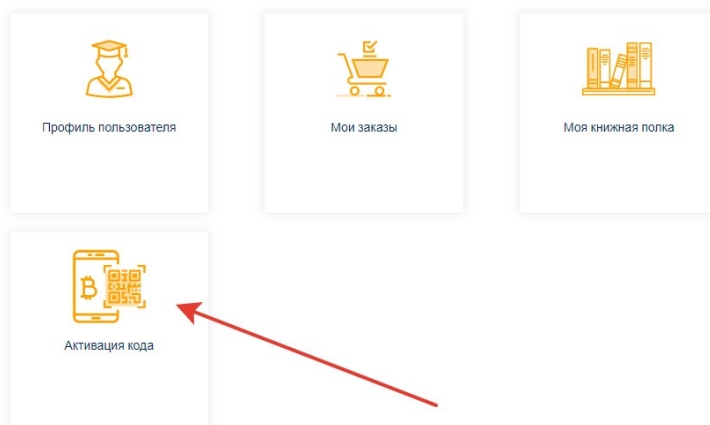 Профиль пользователя
Мои заказы
Моя книжная полка
Активация кода